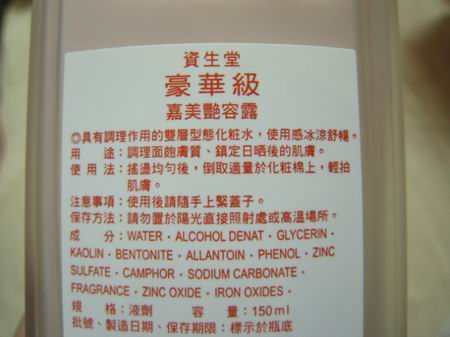 資生堂
豪華級
嘉美艷容露
◎具有調理作用的雙層型態化粧水，使用感冰涼舒暢。
用　　途：調理面皰膚質、鎮定日晒後的肌膚。
使 用 法：搖盪均勻後，倒取適量於化粧棉上，輕拍
肌膚。
注意事項：使用後請隨手上緊蓋子。
保存方法：請勿置於陽光直接照射處或高溫場所。
成　　分：WATER・ALCOHOL DENAT・GLYCERIN・
KAOLIN・BENTONITE・ALLANTOIN・PHENOL・ZINC
SULFATE・CAMPHOR・SODIUM CARBONATE・
FRAGRANCE・ZINC OXIDE・IRON OXIDES・
規　　格：液劑　　容　　量：150ml
批號、製造日期、保存期限：標示於瓶底